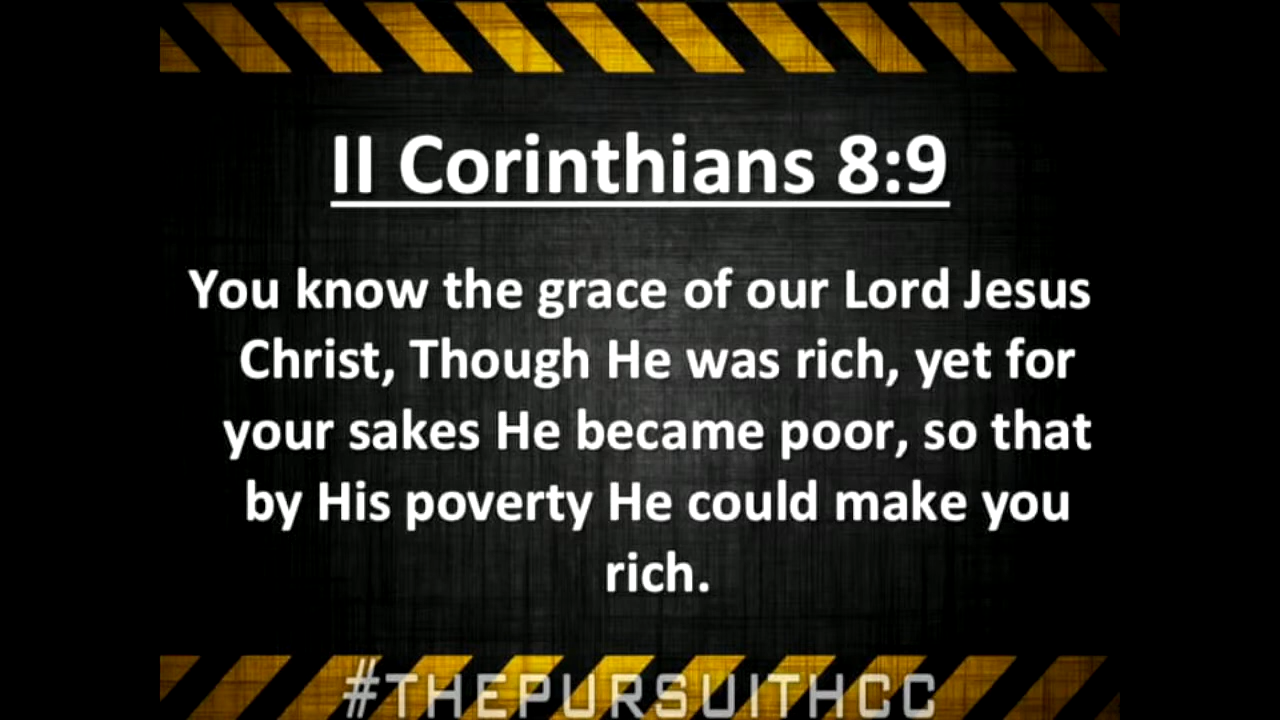 II Corinthians 8:9
You know the grace of our Lord Jesus
Christ, Though He was rich, yet for
your sakes He became poor, so that
by His poverty He could make you
rich.
#THEPURSUITHCC